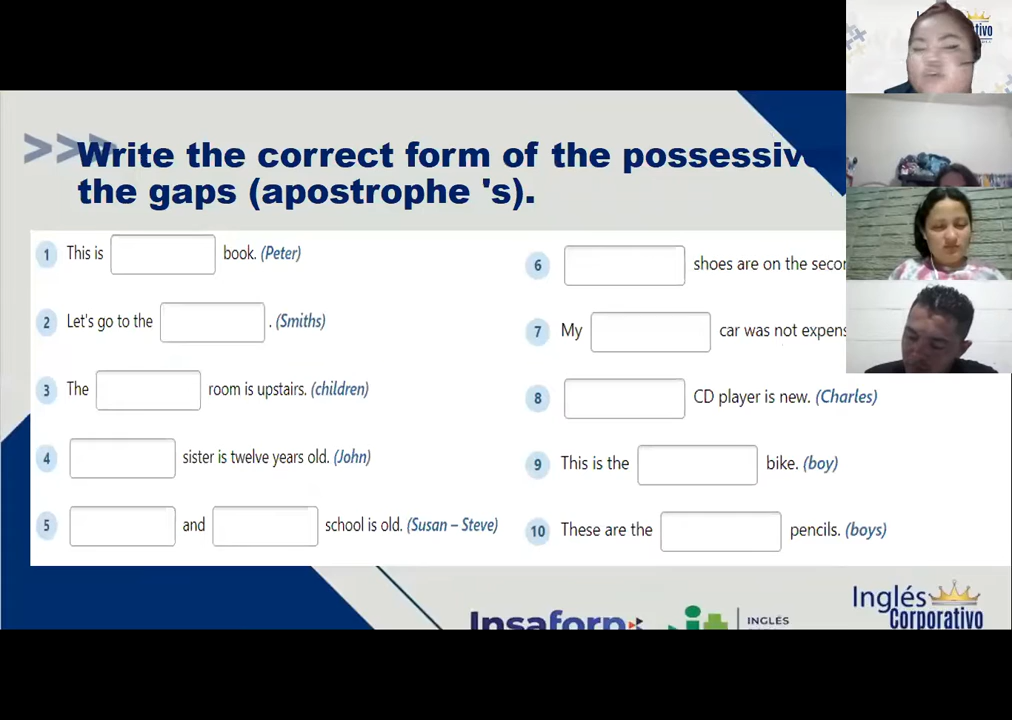 >>> Write the correct form of the possessive
the gaps (apostrophe 's).
1 This is book. (Peter)
2 Let's go to the . (Smiths)
3 The room is upstairs. (children)
4 sister is twelve years old. (John)
5 and school is old. (Susan – Steve)
6 shoes are on the
7 My car was not
8 CD player is new. (Charles)
9 This is the bike. (boy)
10 These are the pencils. (boys)
Insaforp
INGLÉS
Inglés
Corporativo